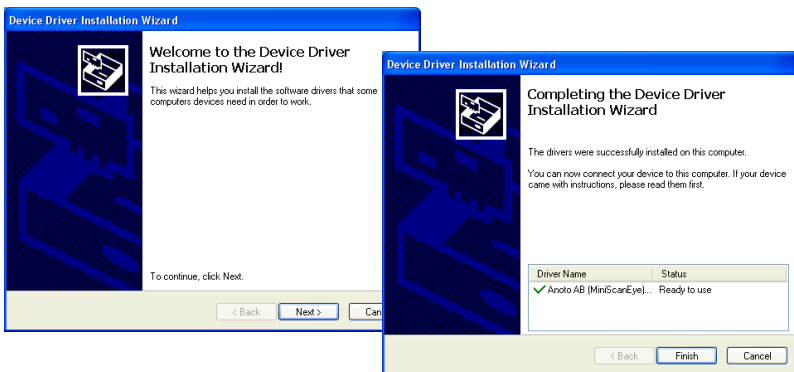 Device Driver Installation Wizard
Welcome to the Device Driver
Installation Wizard!
This wizard helps you install the software drivers that some
computers devices need in order to work.
To continue, click Next.
< Back
Next >
Can
Device Driver Installation Wizard
Completing the Device Driver
Installation Wizard
The drivers were successfully installed on this computer.
You can now connect your device to this computer. If your device
came with instructions, please read them first.
Driver Name Status
Anoto AB (MiniScanEye)... Ready to use
< Back
Finish
Cancel